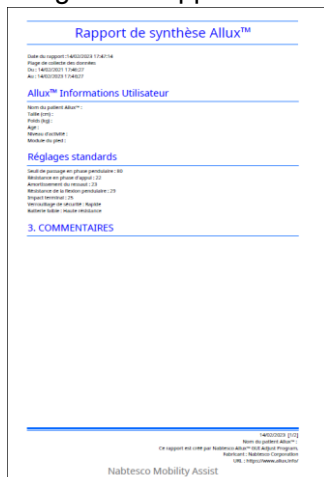 Rapport de synthèse Allux™
Date du rapport :14/02/2023 17:47:14
Plage de collecte des données
Du : 14/02/2021 17:46:27
Au : 14/02/2023 17:46:27
Allux™ Informations Utilisateur
Nom du patient Allux™ :
Taille (cm) :
Poids (kg) :
Age :
Niveau d'activité :
Module du pied :
Réglages standards
Seuil de passage en phase pendulaire : 80
Résistance en phase d'appui : 22
Amortissement du ressaut : 23
Résistance de la flexion pendulaire : 29
Impact terminal : 25
Verrouillage de sécurité : Rapide
Batterie faible : Haute résistance
3. COMMENTAIRES
14/02/2023 [1/2]
Nom du patient Allux™ :
Ce rapport est créé par Nabtesco Allux™ GUI Adjust Program.
Fabricant : Nabtesco Corporation
URL : https://www.allux.info/
Nabtesco Mobility Assist